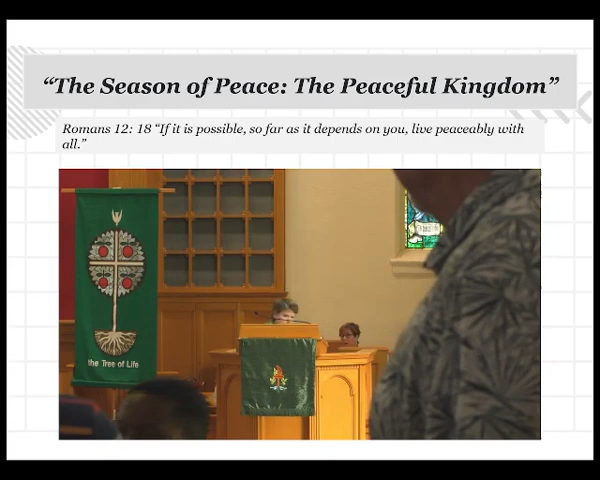 “The Season of Peace: The Peaceful Kingdom”
Romans 12: 18 “If it is possible, so far as it depends on you, live peaceably with
all.”
the Tree of Life